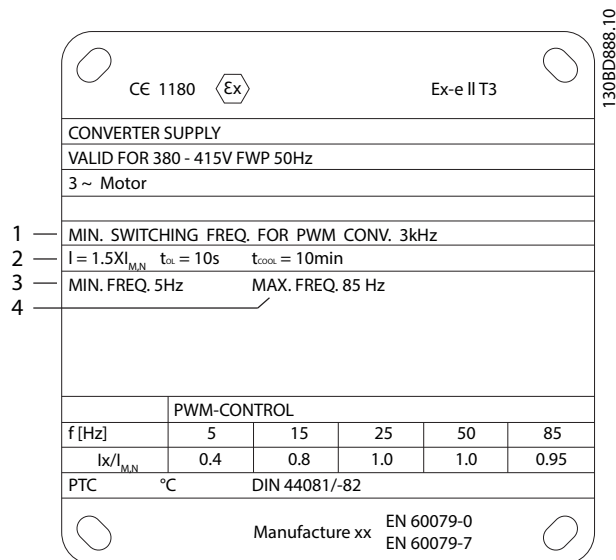 130BD888.10
CЄ 1180 Ɛx Ex-e ll T3
CONVERTER SUPPLY
VALID FOR 380 - 415V FWP 50Hz
3 ~ Motor
1 MIN. SWITCHING FREQ. FOR PWM CONV. 3kHz
2 I = 1.5XI M,N t OL = 10s t COOL = 10min
3 MIN. FREQ. 5Hz MAX. FREQ. 85 Hz
4
PWM-CONTROL
f [Hz] 5 15 25 50 85
Ix/I M,N 0.4 0.8 1.0 1.0 0.95
PTC °C DIN 44081/-82
Manufacture xx EN 60079-0
EN 60079-7